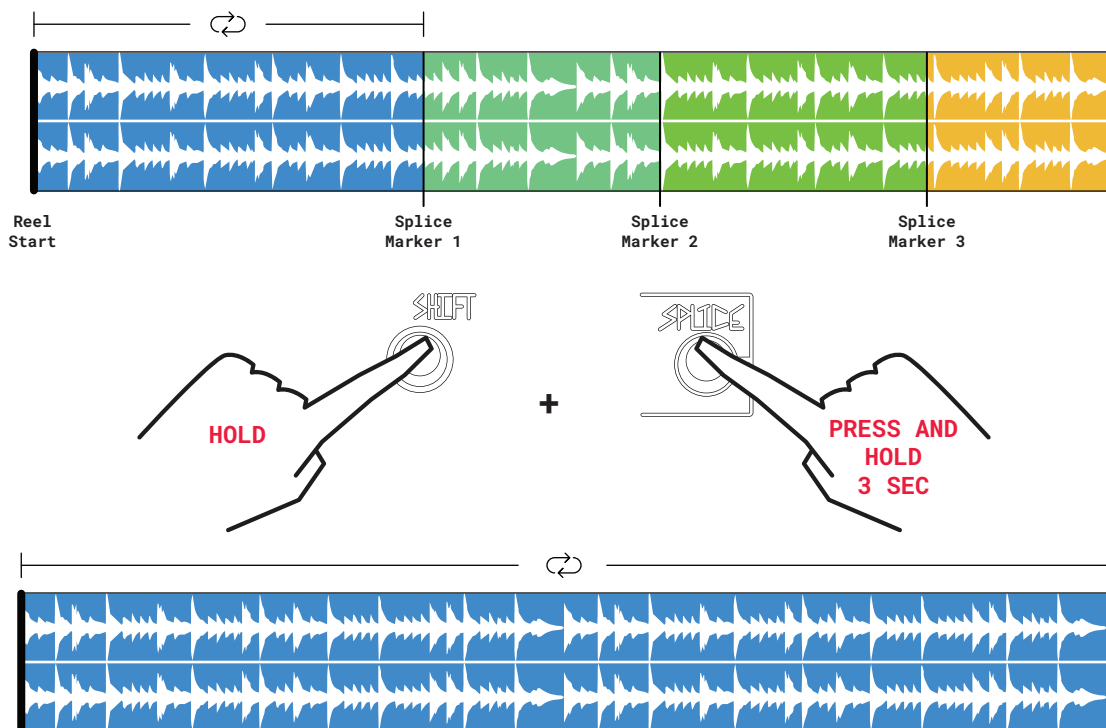 Reel
Start
Splice
Marker 1
Splice
Marker 2
Splice
Marker 3
SHIFT
SPLICE
+
HOLD
PRESS AND
HOLD
3 SEC